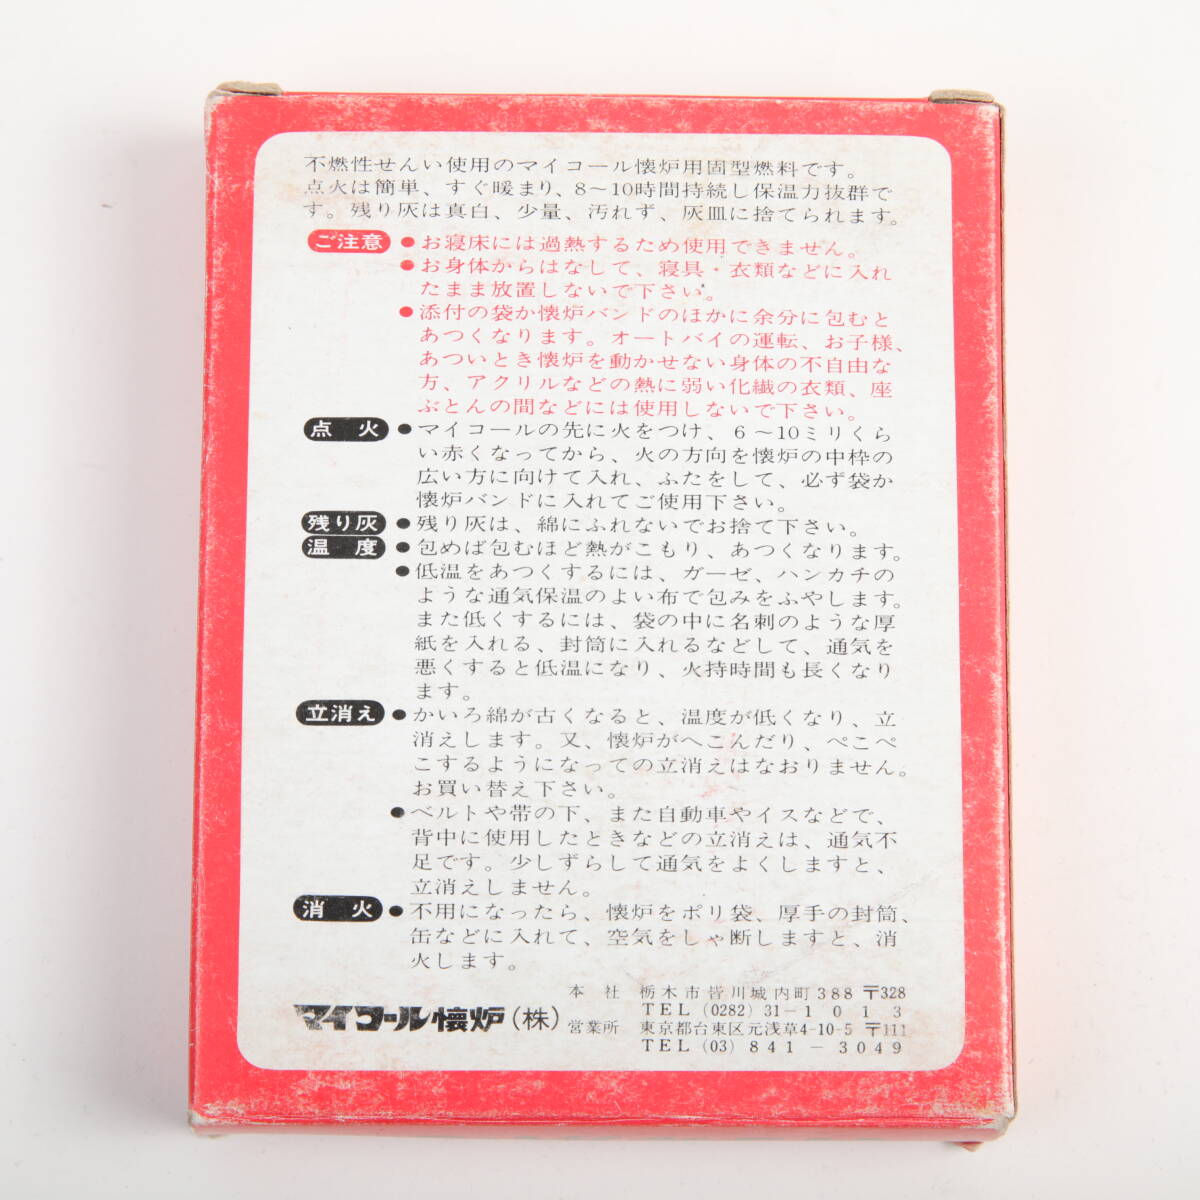 不燃性せんい使用のマイコール懐炉用固型燃料です。
点火は簡単、すぐ暖まり、8〜10時間持続し保温力抜群で
す。残り灰は真白、少量、汚れず、灰皿に捨てられます。
ご注意 ●お寝床には過熱するため使用できません。
●お身体からはなして、寝具・衣類などに入れ
たまま放置しないで下さい。
●添付の袋か懐炉バンドのほかに余分に包むと
あつくなります。オートバイの運転、お子様、
あついとき懐炉を動かせない身体の不自由な
方、アクリルなどの熱に弱い化繊の衣類、座
ぶとんの間などには使用しないで下さい。
点火 ●マイコールの先に火をつけ、6〜10ミリくら
い赤くなってから、火の方向を懐炉の中枠の
広い方に向けて入れ、ふたをして、必ず袋か
懐炉バンドに入れてご使用下さい。
残り灰 ●残り灰は、綿にふれないでお捨て下さい。
温度 ●包めば包むほど熱がこもり、あつくなります。
●低温をあつくするには、ガーゼ、ハンカチの
ような通気保温のよい布で包みをふやします。
また低くするには、袋の中に名刺のような厚
紙を入れる、封筒に入れるなどして、通気を
悪くすると低温になり、火持時間も長くなり
ます。
立消え ●かいろ綿が古くなると、温度が低くなり、立
消えします。又、懐炉がへこんだり、ぺこぺ
こするようになっての立消えはなおりません。
お買い替え下さい。
●ベルトや帯の下、また自動車やイスなどで、
背中に使用したときなどの立消えは、通気不
足です。少しずらして通気をよくしますと、
立消えしません。
消火 ●不用になったら、懐炉をポリ袋、厚手の封筒、
缶などに入れて、空気をしゃ断しますと、消
火します。
マイコール懐炉(株)
本社 栃木市皆川城内町388 〒328
TEL(0282)31-1013
営業所 東京都台東区元浅草4-10-5 〒111
TEL(03)841-3049